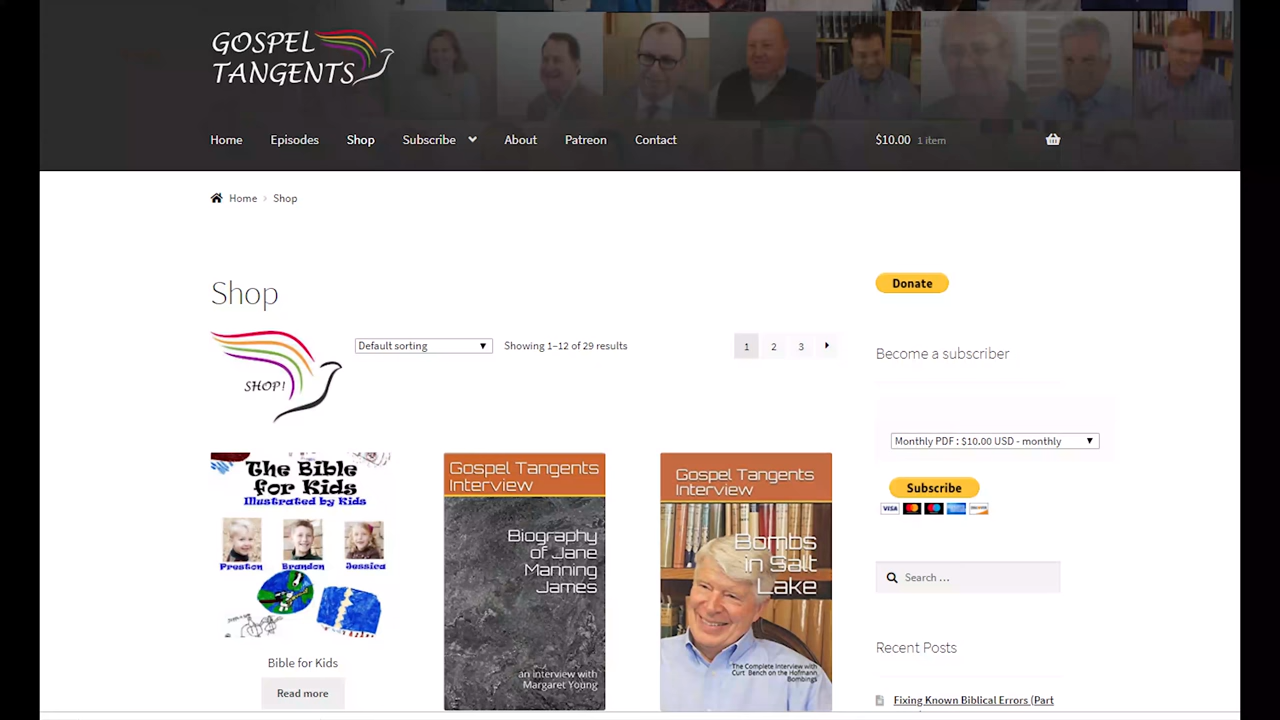 GOSPEL
TANGENTS
Home Episodes Shop Subscribe About Patreon Contact $10.00 1 item
Home › Shop
Shop
SHOP!
Default sorting Showing 1–12 of 29 results 1 2 3
Donate
Become a subscriber
Monthly PDF : $10.00 USD - monthly
Subscribe
VISA
Search …
Recent Posts
Fixing Known Biblical Errors (Part
The Bible
for Kids
Illustrated by Kids
Preston Brandon Jessica
Bible for Kids
Read more
Gospel Tangents
Interview
Biography
of Jane
Manning
James
an interview with
Margaret Young
Gospel Tangents
Interview
Bombs
in Salt
Lake
The Complete Interview with
Curt Bench on the Hofmann
Bombings